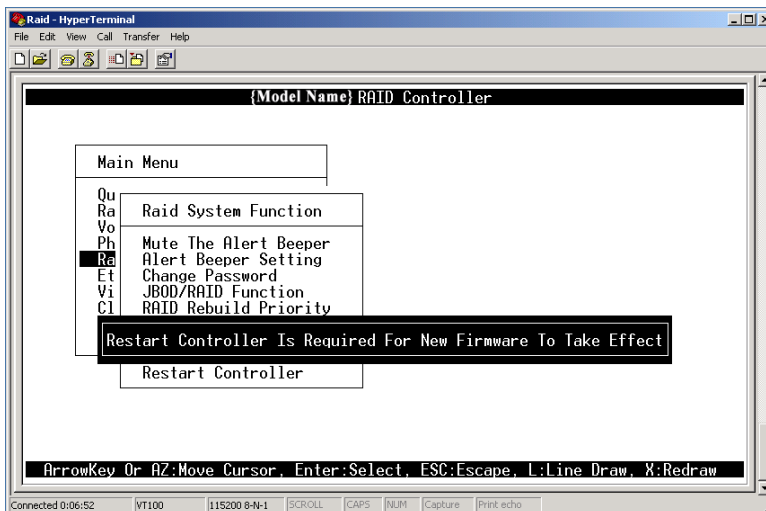 Raid - HyperTerminal
File Edit View Call Transfer Help
{Model Name} RAID Controller
Main Menu
Qu
Ra
Vo
Ph
Ra
Et
Vi
Cl
Raid System Function
Mute The Alert Beeper
Alert Beeper Setting
Change Password
JBOD/RAID Function
RAID Rebuild Priority
Restart Controller Is Required For New Firmware To Take Effect
Restart Controller
ArrowKey Or AZ:Move Cursor, Enter:Select, ESC:Escape, L:Line Draw, X:Redraw
Connected 0:06:52 VT100 115200 8-N-1 SCROLL CAPS NUM Capture Print echo